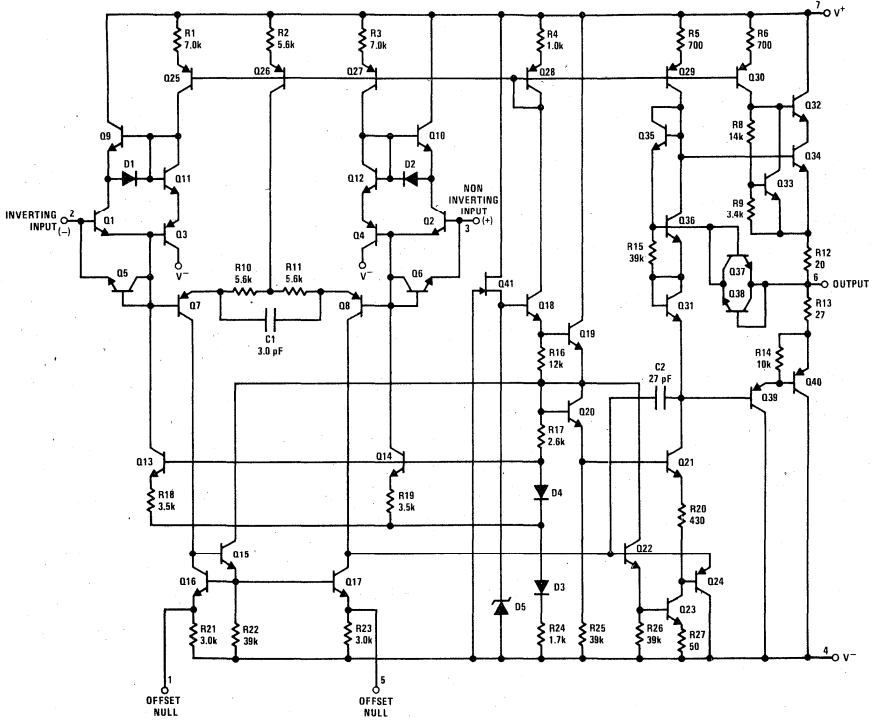 7
V+
R1
7.0k
R2
5.6k
R3
7.0k
R4
1.0k
R5
700
R6
700
Q25
Q26
Q27
Q28
Q29
Q30
Q9
Q10
Q35
R8
14k
Q32
D1
Q11
Q12
D2
Q34
Q33
NON
INVERTING
INPUT
(+)
3
2
INVERTING
INPUT
(−)
Q1
Q3
Q4
Q2
Q36
R9
3.4k
V−
V−
R15
39k
R12
20
Q5
Q6
R10
5.6k
R11
5.6k
Q41
Q37
Q38
6
OUTPUT
Q7
Q8
Q18
Q31
R13
27
C1
3.0 pF
Q19
R16
12k
C2
27 pF
R14
10k
Q39
Q40
Q20
R17
2.6k
Q13
Q14
Q21
R18
3.5k
R19
3.5k
D4
R20
430
Q15
Q22
Q16
Q17
D3
Q24
D5
Q23
R21
3.0k
R22
39k
R23
3.0k
R24
1.7k
R25
39k
R26
39k
R27
50
4
V−
1
OFFSET
NULL
5
OFFSET
NULL